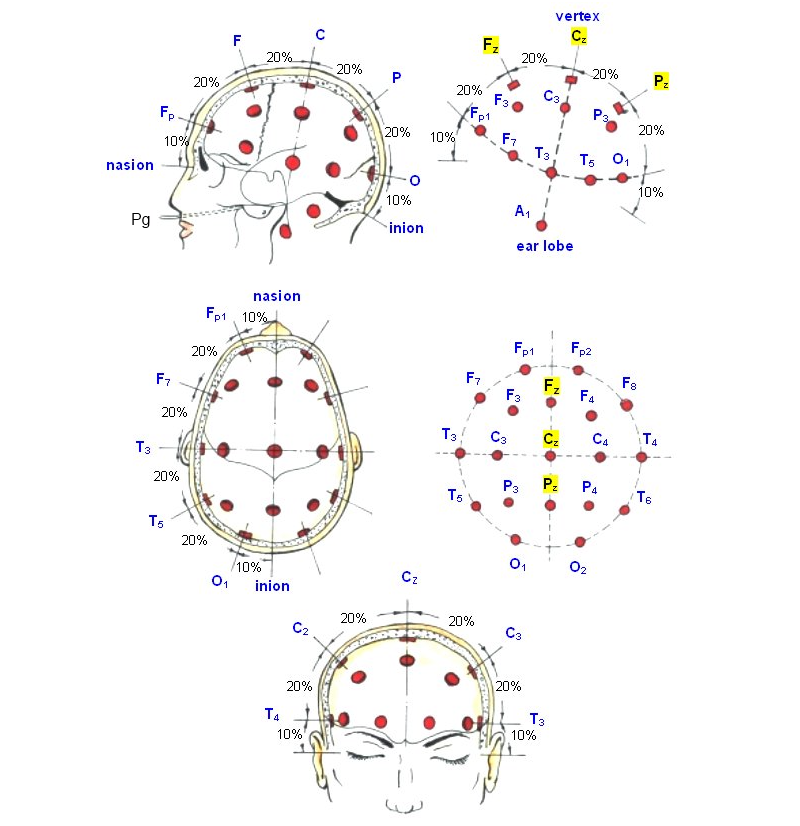 F
C
20%
20%
20%
P
Fp
10%
20%
nasion
O
10%
Pg
inion
vertex
Cz
Fz
20%
20%
Pz
20%
F3
C3
Fp1
P3
10%
20%
F7
T3
T5
O1
10%
A1
ear lobe
nasion
Fp1
10%
20%
F7
20%
T3
20%
T5
20%
10%
O1
inion
Fp1
Fp2
F7
Fz
F8
F3
F4
T3
C3
Cz
C4
T4
T5
P3
Pz
P4
T6
O1
O2
Cz
20%
20%
C2
C3
20%
20%
T4
T3
10%
10%